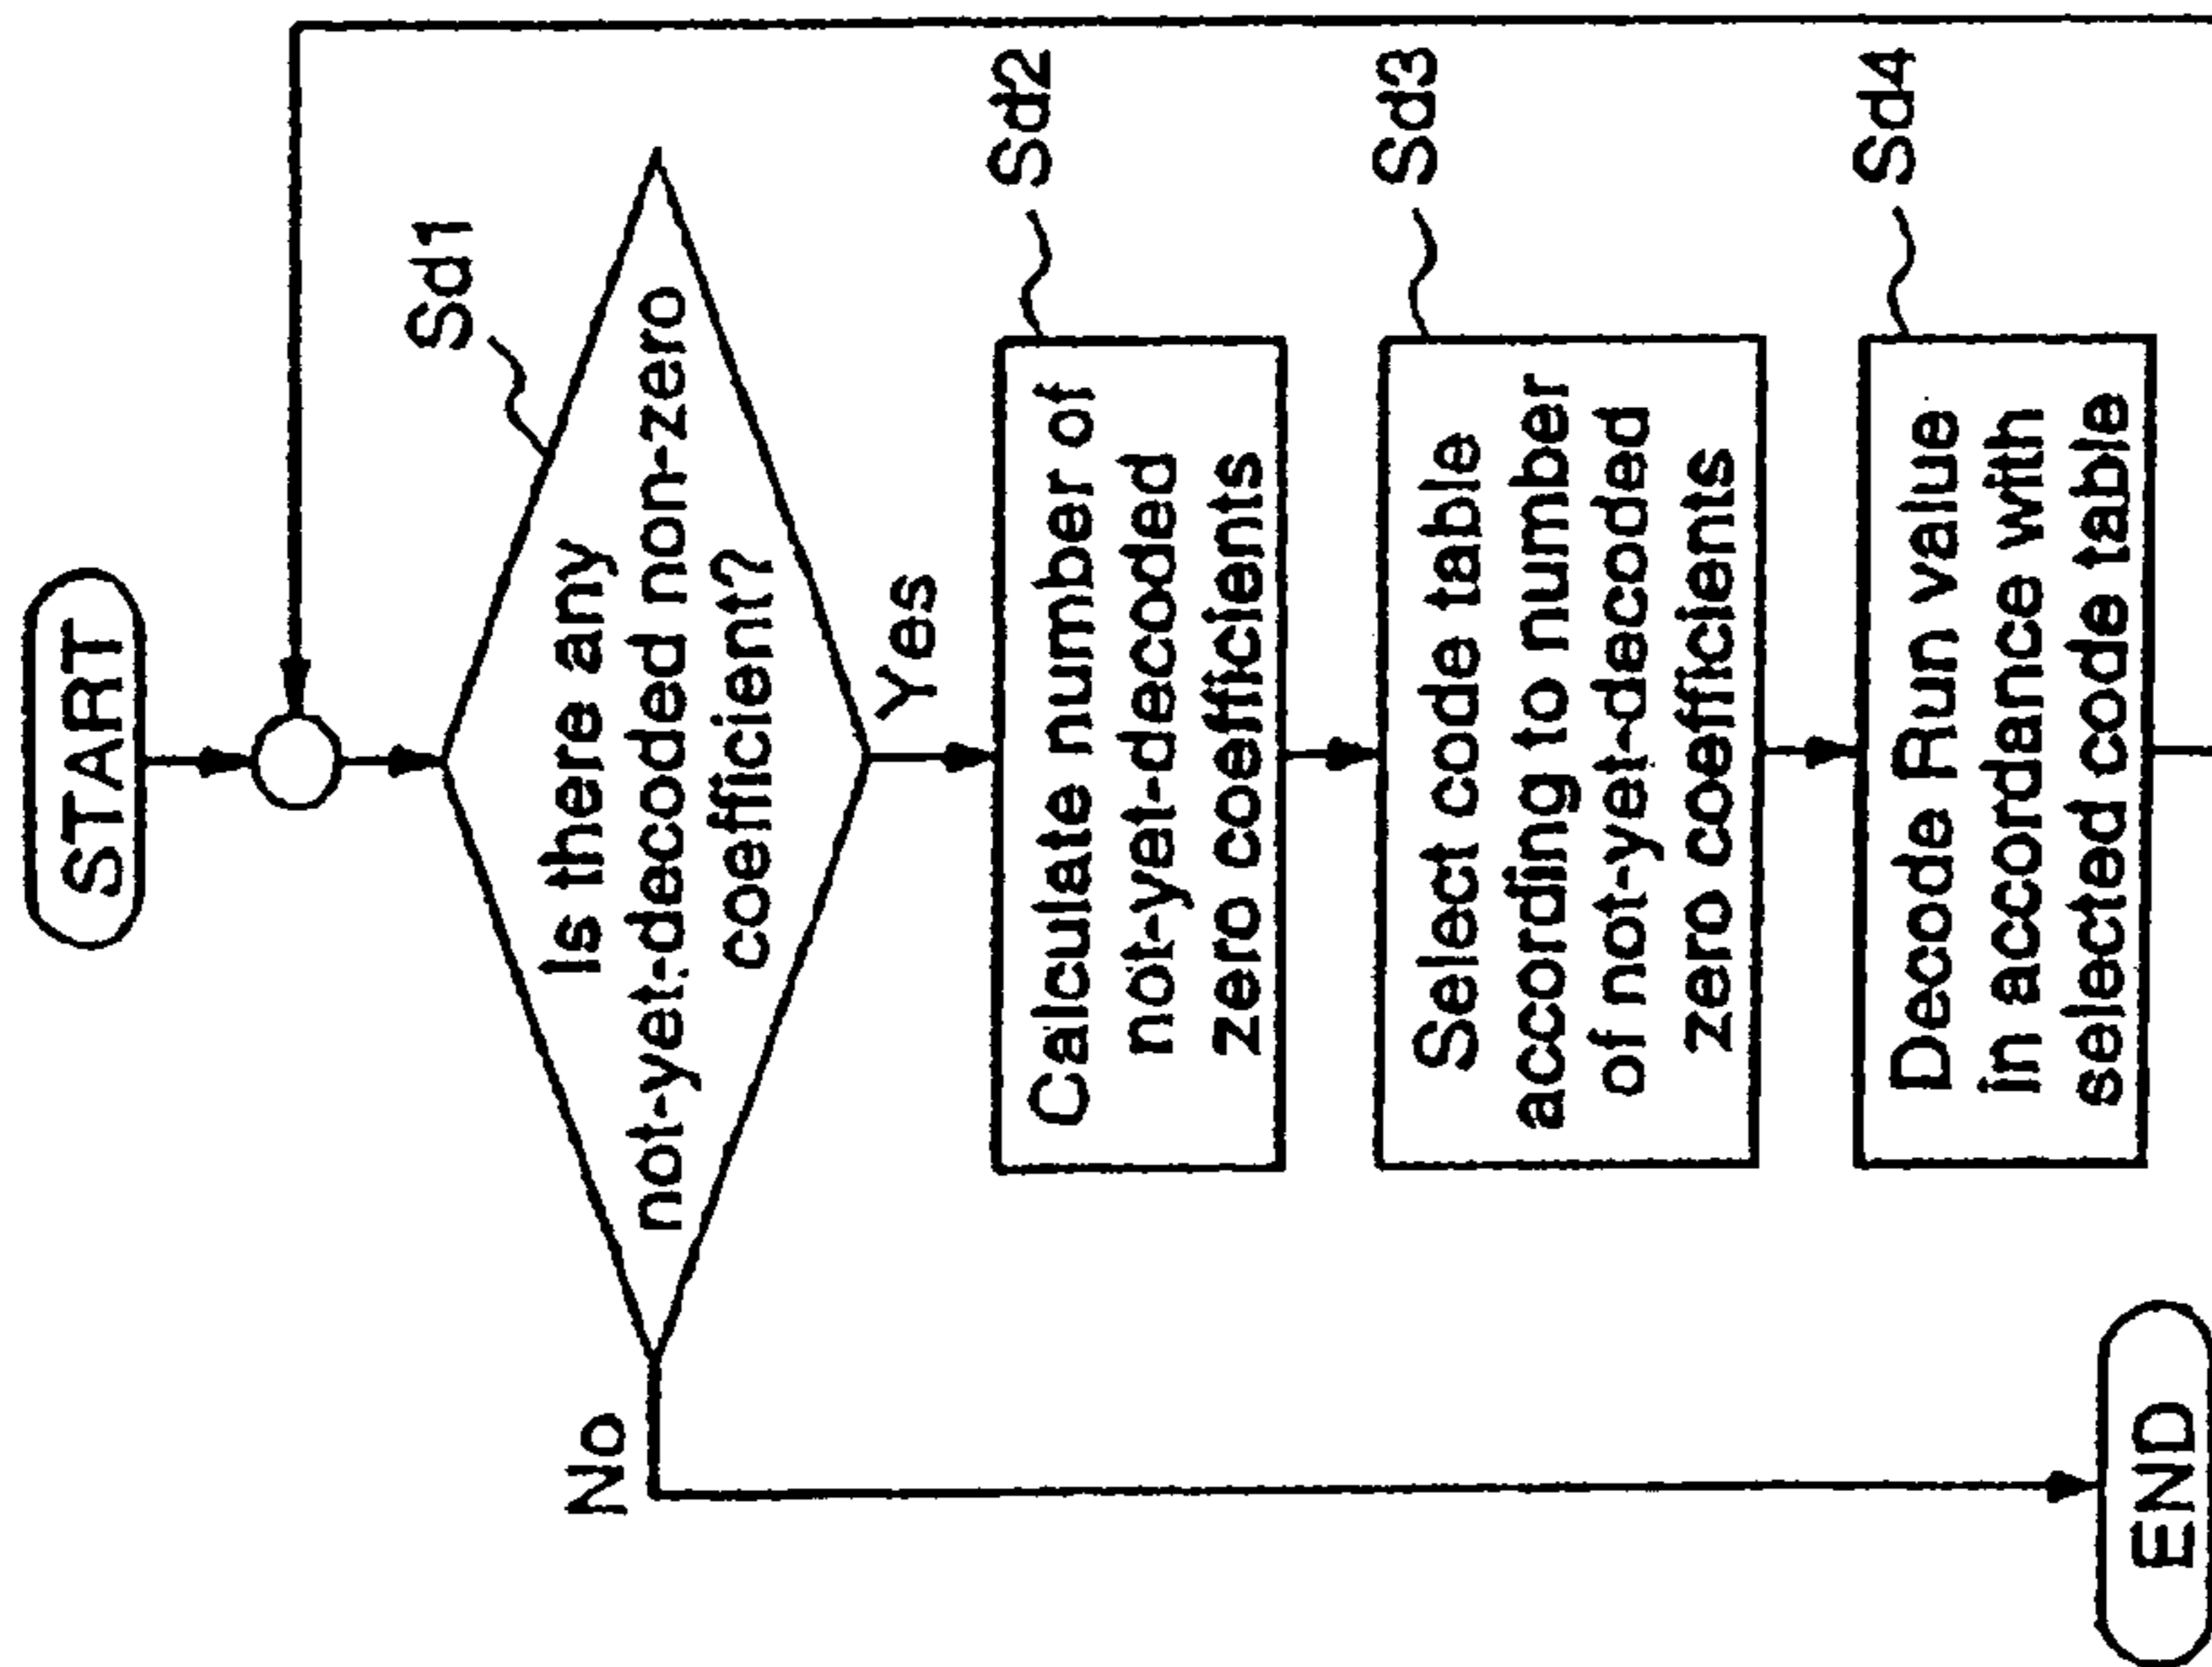 START
Sd1
Is there any
not-yet-decoded non-zero
coefficient?
No
Yes
Sd2
Calculate number of
not-yet-decoded
zero coefficients
Sd3
Select code table
according to number
of not-yet-decoded
zero coefficients
Sd4
Decode Run value
in accordance with
selected code table
END